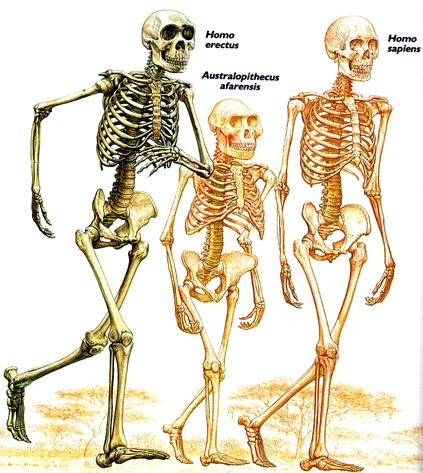 Homo
erectus
Australopithecus
afarensis
Homo
sapiens